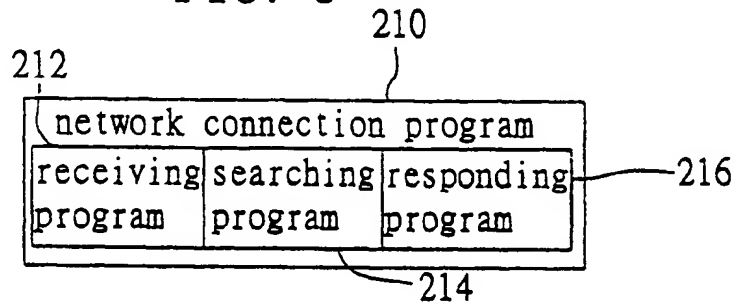 210
212
network connection program
receiving program
searching program
responding program
216
214